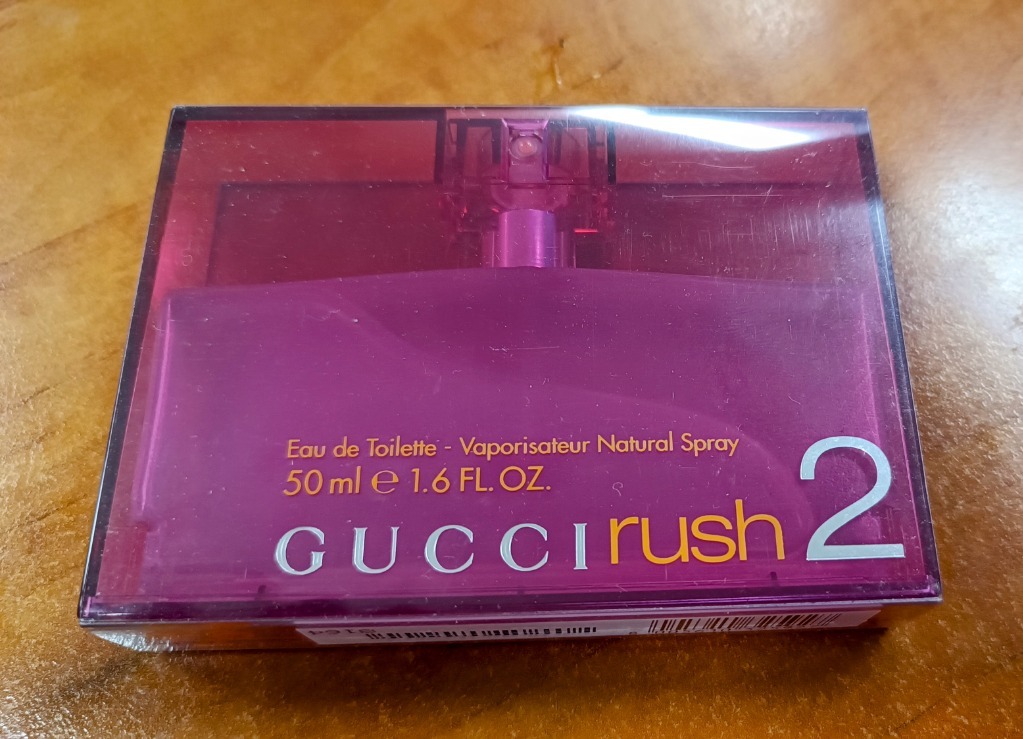 Eau de Toilette - Vaporisateur Natural Spray
50 ml ℮ 1.6 FL. OZ.
GUCCI rush 2